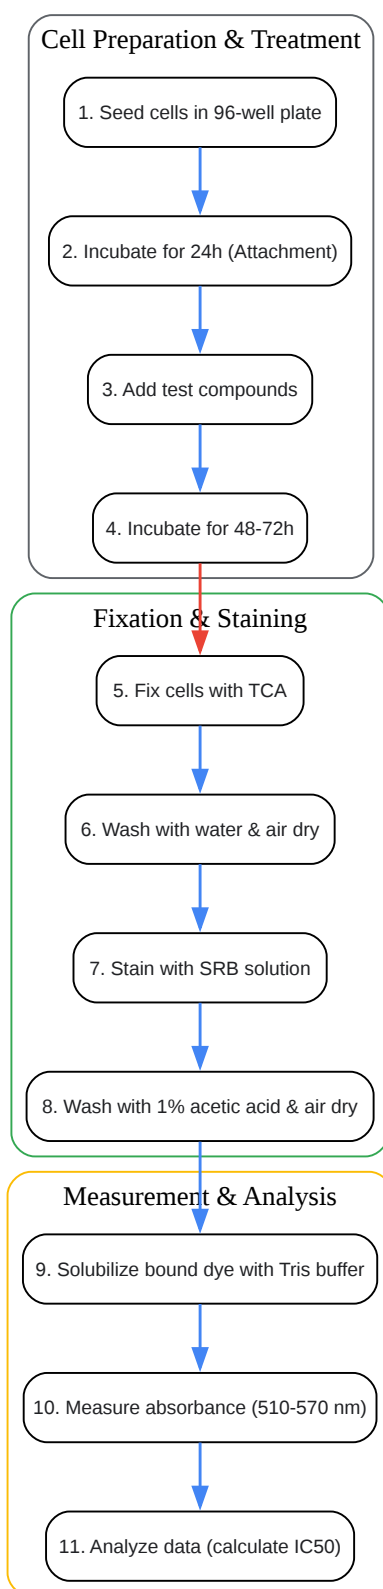 Cell Preparation & Treatment
1. Seed cells in 96-well plate
2. Incubate for 24h (Attachment)
3. Add test compounds
4. Incubate for 48-72h
Fixation & Staining
5. Fix cells with TCA
6. Wash with water & air dry
7. Stain with SRB solution
8. Wash with 1% acetic acid & air dry
Measurement & Analysis
9. Solubilize bound dye with Tris buffer
10. Measure absorbance (510-570 nm)
11. Analyze data (calculate IC50)